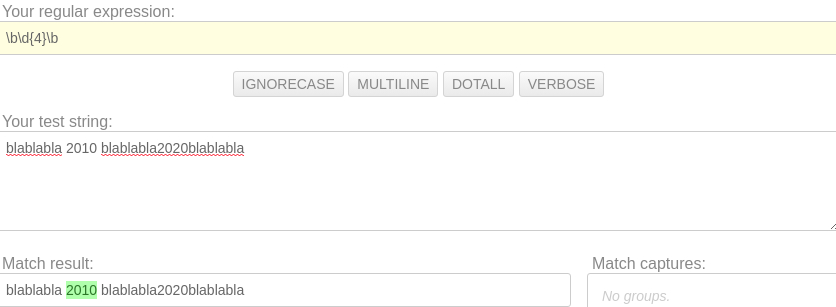 Your regular expression:
\b\d{4}\b
IGNORECASE MULTILINE DOTALL VERBOSE
Your test string:
blablabla 2010 blablabla2020blablabla
Match result: Match captures:
blablabla 2010 blablabla2020blablabla No groups.